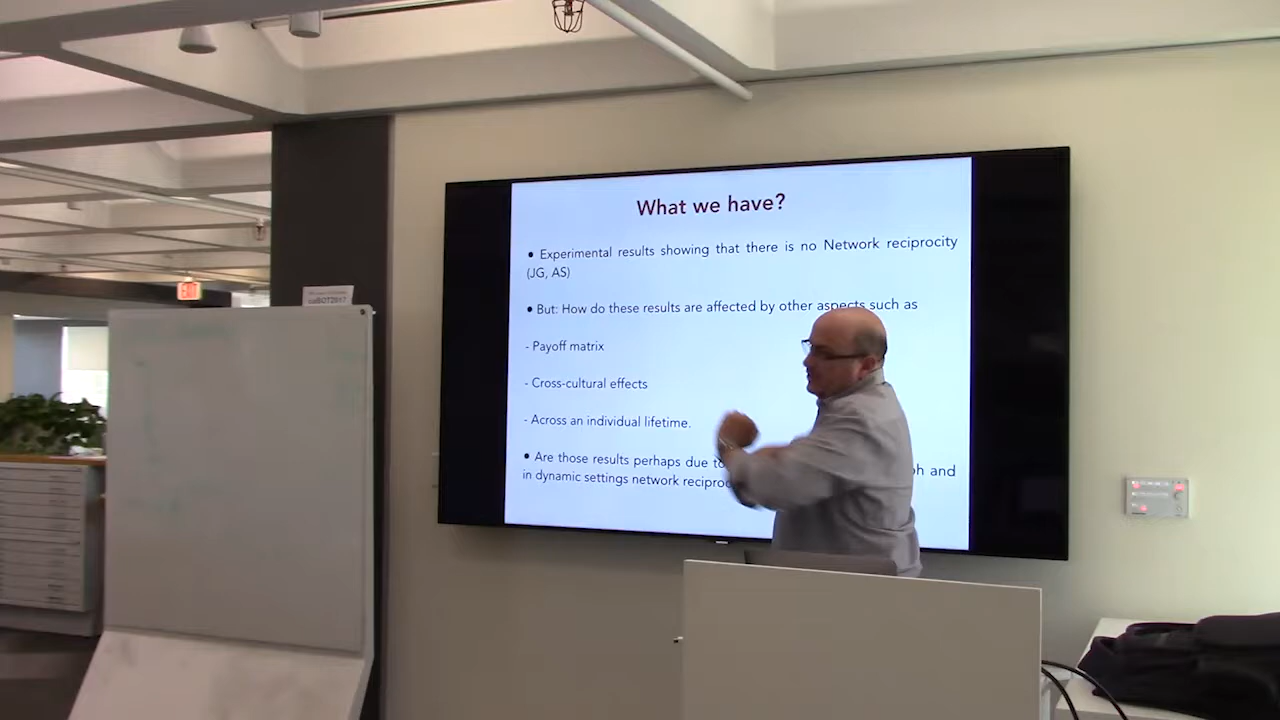 What we have?
• Experimental results showing that there is no Network reciprocity
(JG, AS)
• But: How do these results are affected by other aspects such as
- Payoff matrix
- Cross-cultural effects
- Across an individual lifetime.
• Are those results perhaps due to and
in dynamic settings network
EXIT